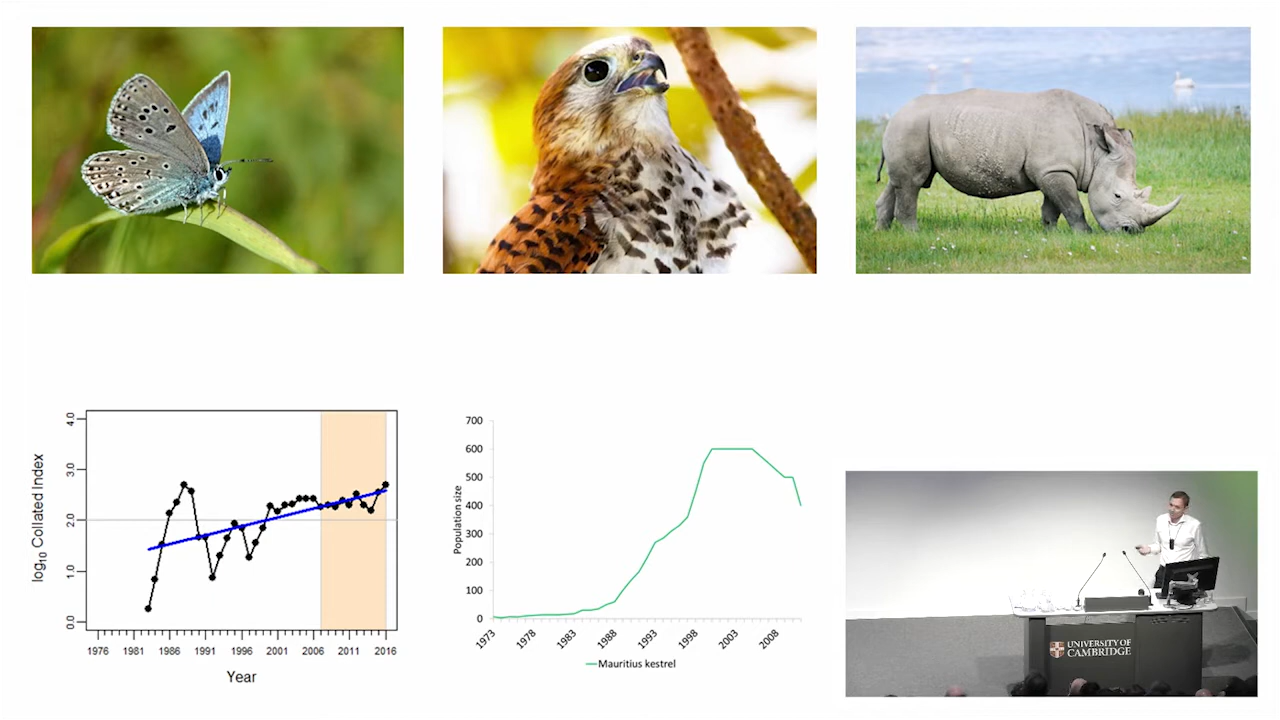 4.0
3.0
2.0
1.0
0.0
log10 Collated Index
1976 1981 1986 1991 1996 2001 2006 2011 2016
Year
700
600
500
400
300
200
100
0
Population size
1973 1978 1983 1988 1993 1998 2003 2008
Mauritius kestrel
UNIVERSITY OF
CAMBRIDGE